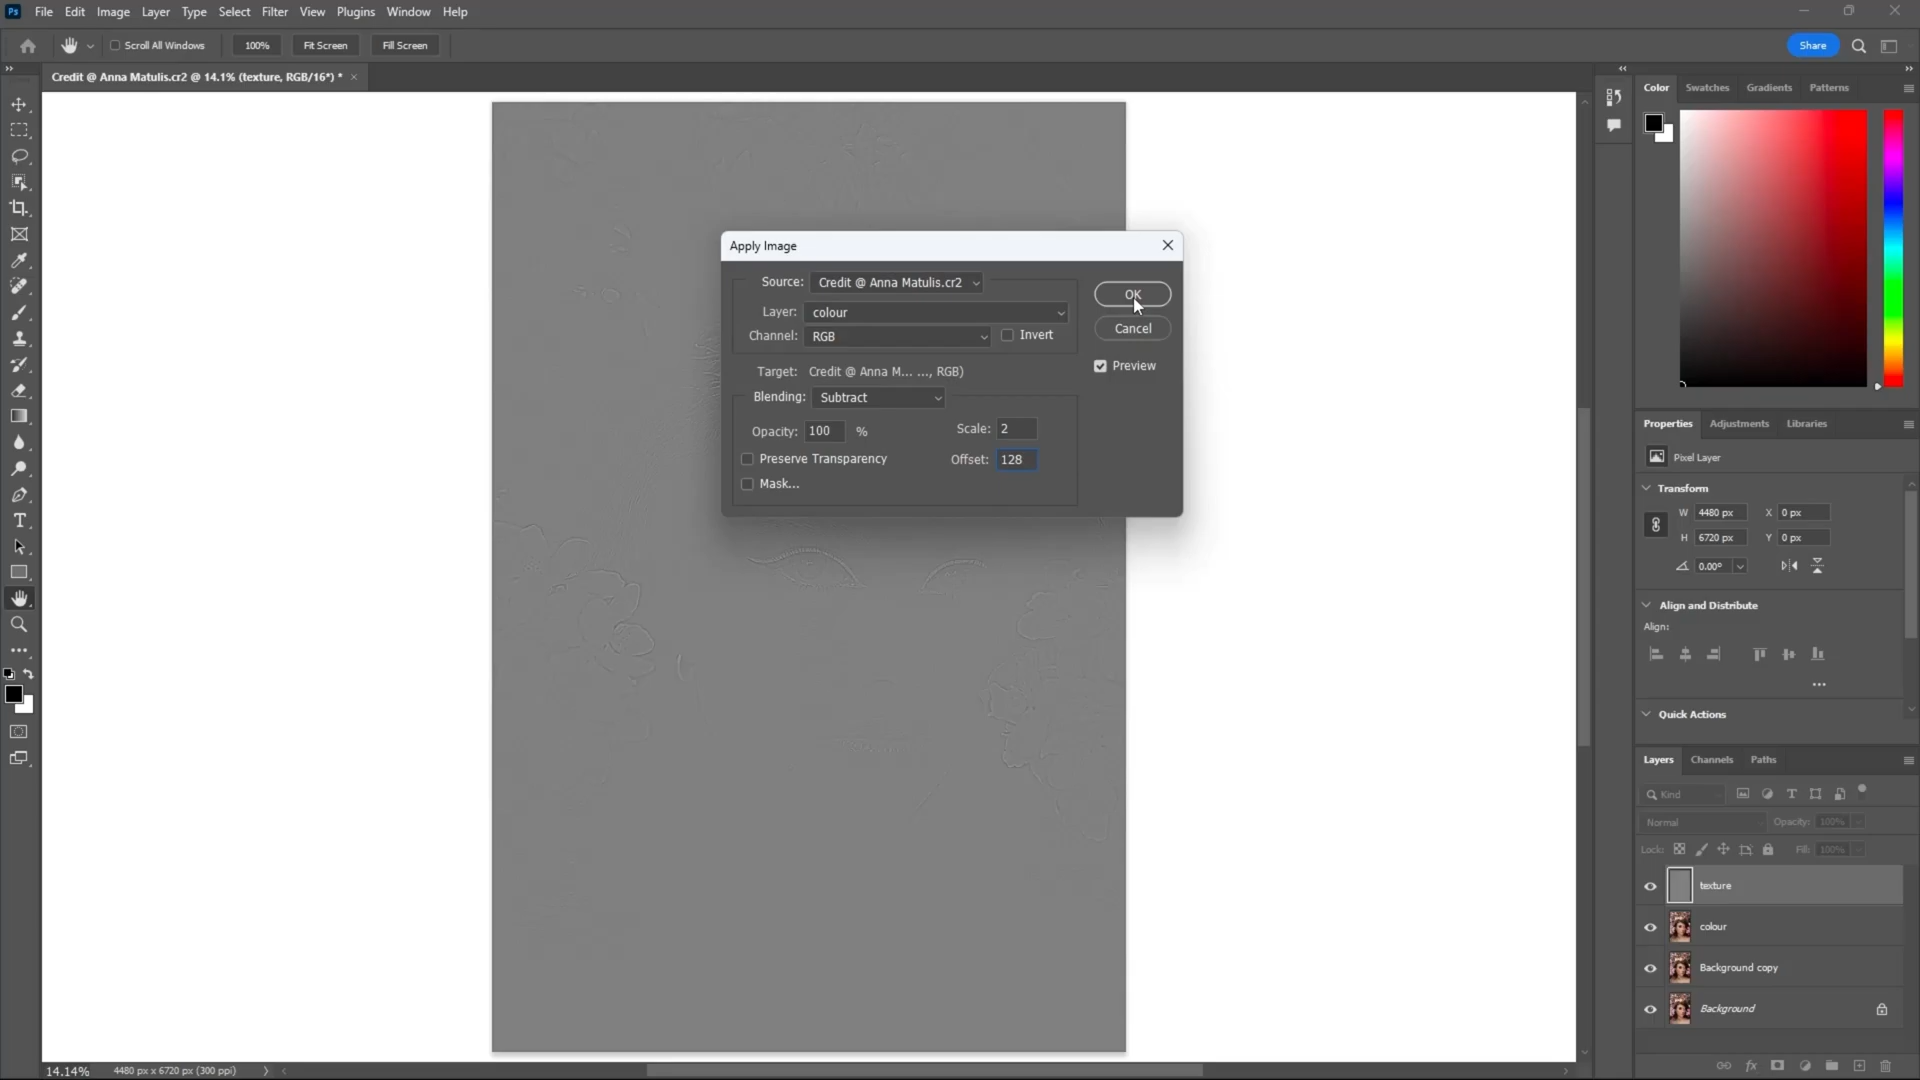 Ps File Edit Image Layer Type Select Filter View Plugins Window Help
Scroll All Windows 100% Fit Screen Fill Screen Share
Credit @ Anna Matulis.cr2 @ 14.1% (texture, RGB/16*) *
Color Swatches Gradients Patterns
Apply Image
Source: Credit @ Anna Matulis.cr2
Layer: colour
Channel: RGB Invert
Target: Credit @ Anna M... ..., RGB)
Blending: Subtract
Opacity: 100 % Scale: 2
Preserve Transparency Offset: 128
Mask...
OK
Cancel
Preview
Properties Adjustments Libraries
Pixel Layer
Transform
W 4480 px X 0 px
H 6720 px Y 0 px
0.00°
Align and Distribute
Align:
Quick Actions
Layers Channels Paths
Kind
Normal Opacity: 100%
Lock: Fill: 100%
texture
colour
Background copy
Background
14.14% 4480 px x 6720 px (300 ppi)